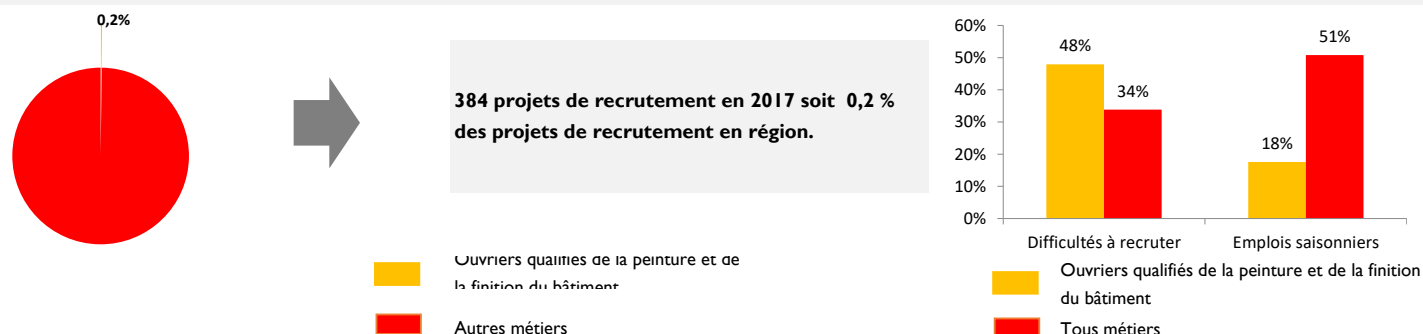 0,2%
384 projets de recrutement en 2017 soit 0,2 %
des projets de recrutement en région.
Ouvriers qualifiés de la peinture et de
la finition du bâtiment
Autres métiers
60%
50%
40%
30%
20%
10%
0%
48%
34%
18%
51%
Difficultés à recruter
Emplois saisonniers
Ouvriers qualifiés de la peinture et de la finition
du bâtiment
Tous métiers